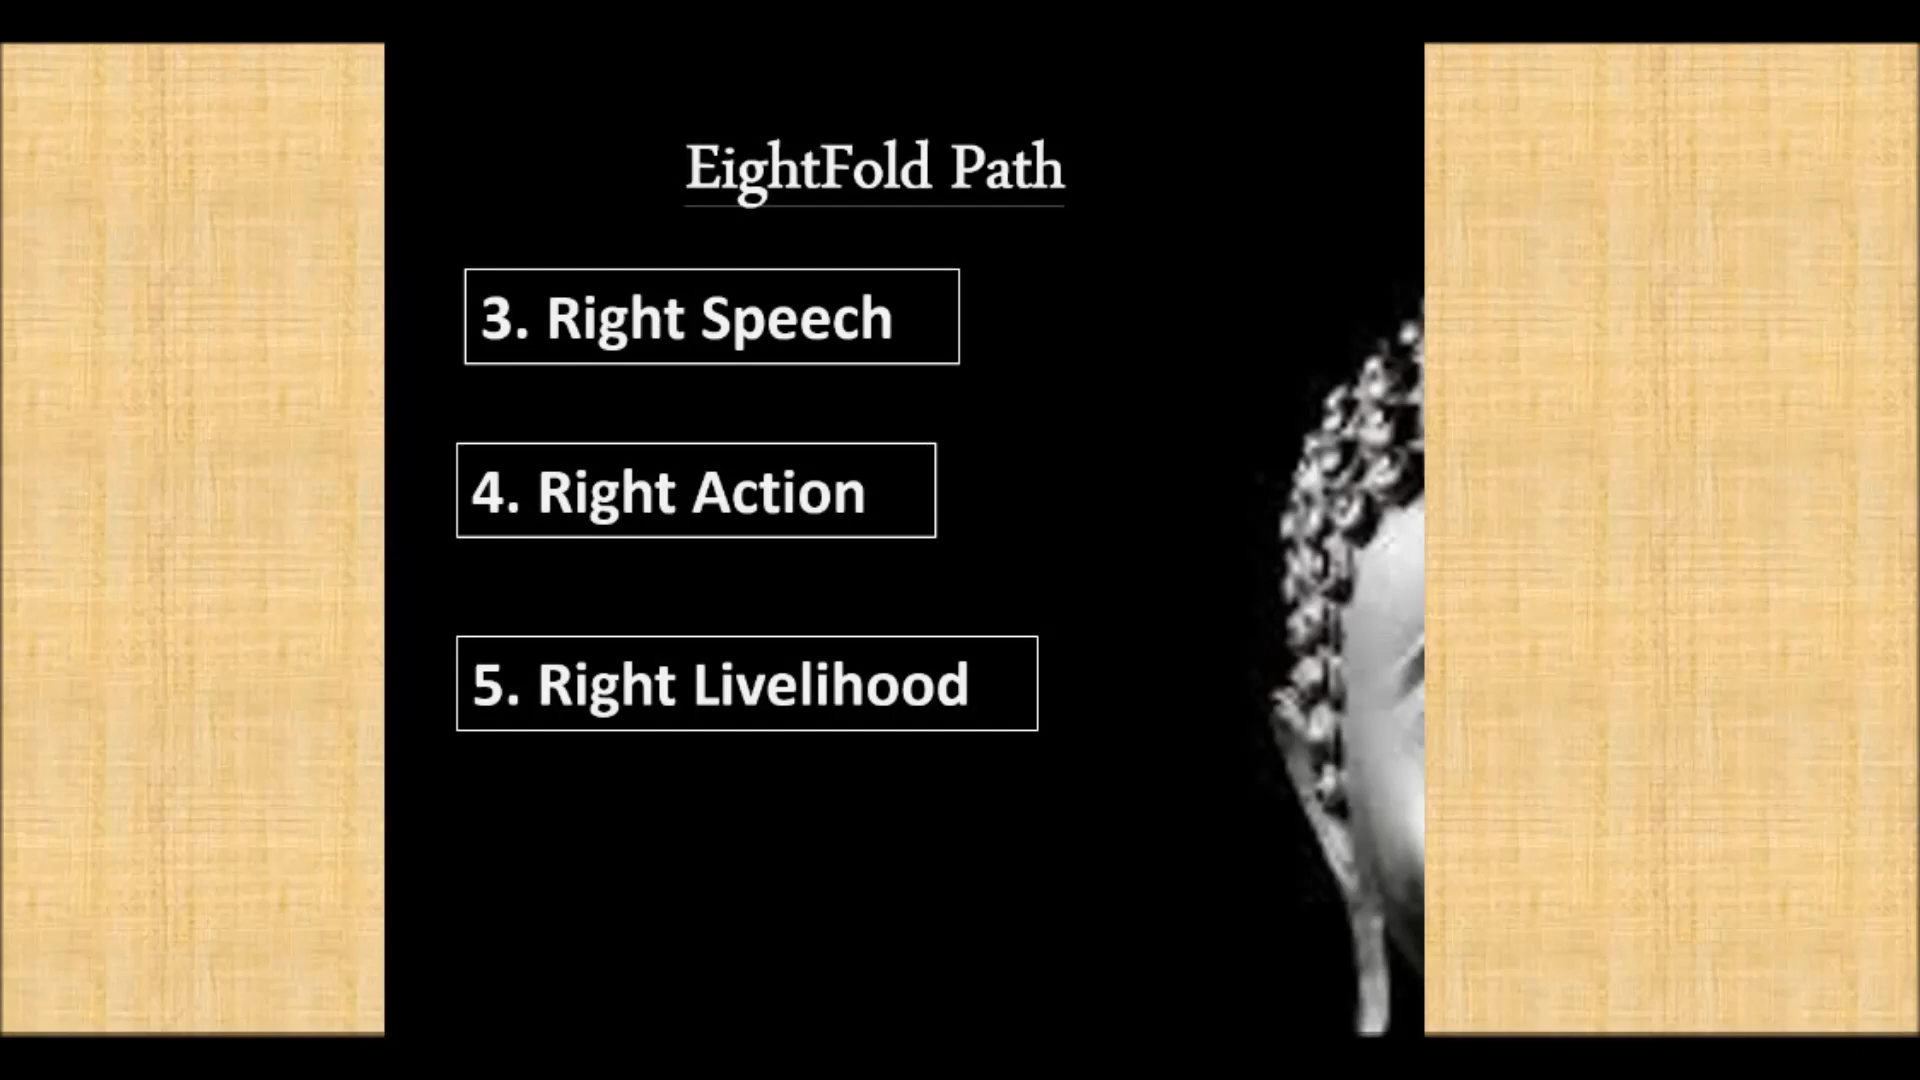 EightFold Path
3. Right Speech
4. Right Action
5. Right Livelihood